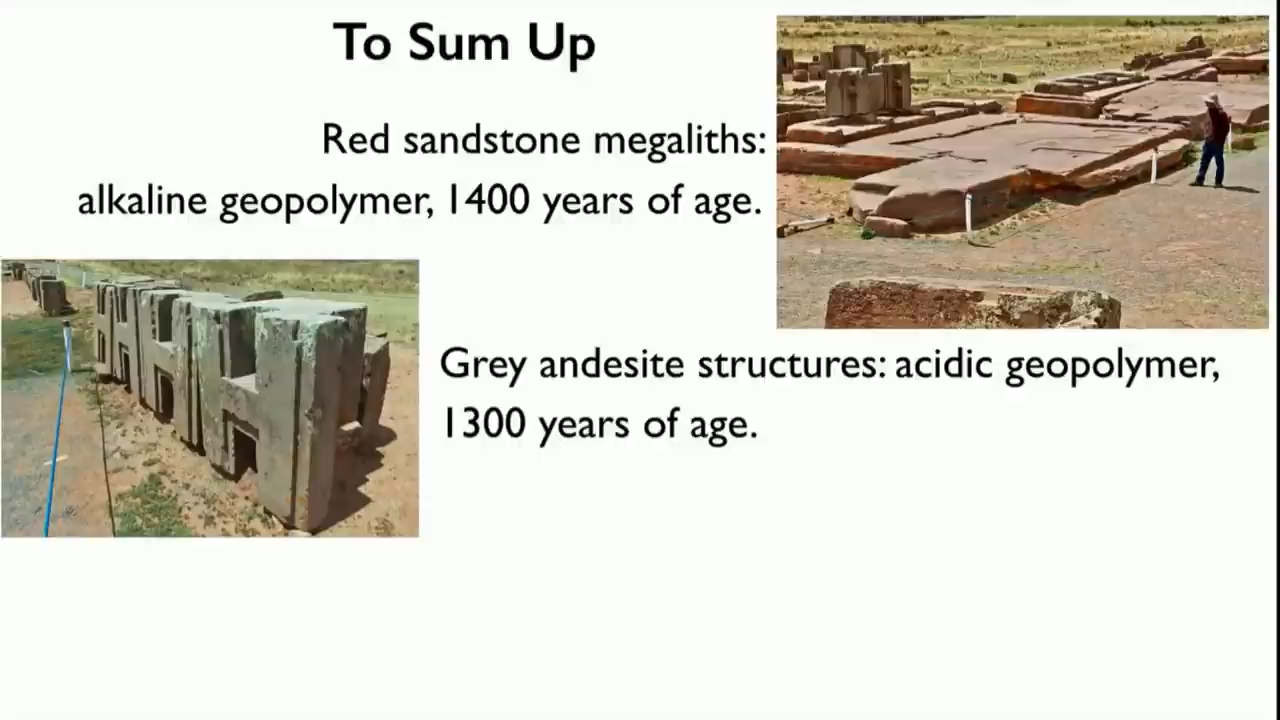 To Sum Up
Red sandstone megaliths:
alkaline geopolymer, 1400 years of age.
Grey andesite structures: acidic geopolymer,
1300 years of age.